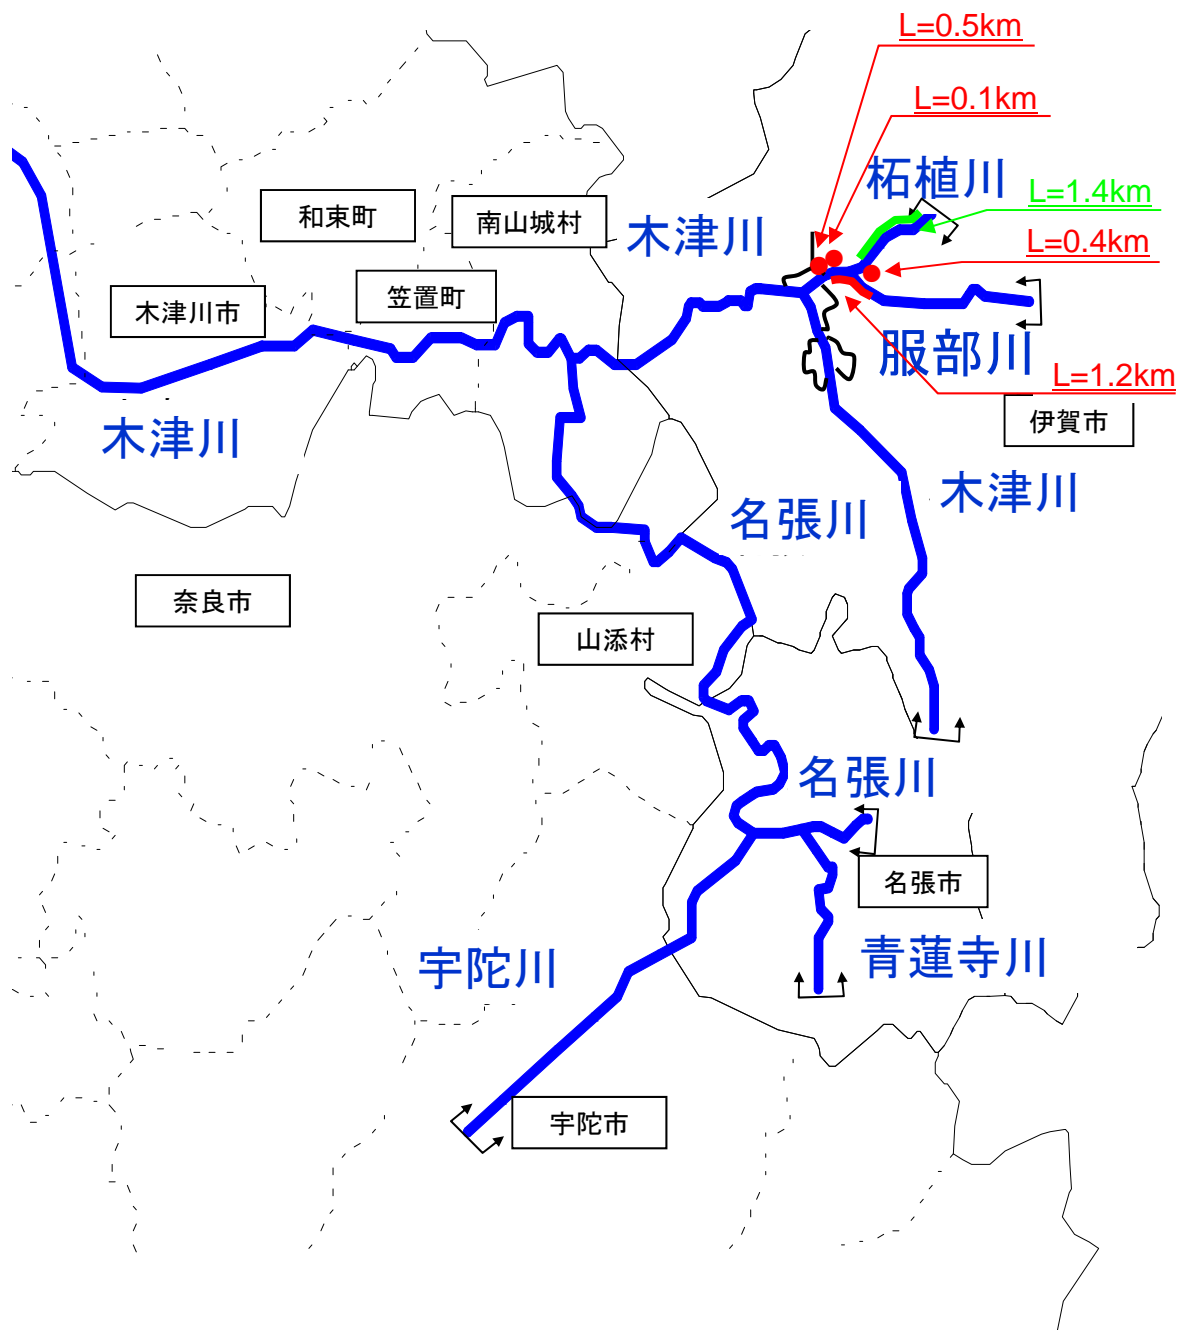 L=0.5km
L=0.1km
柘植川
L=1.4km
和束町
南山城村
木津川
L=0.4km
木津川市
笠置町
服部川
L=1.2km
伊賀市
木津川
木津川
名張川
奈良市
山添村
名張川
名張市
宇陀川
青蓮寺川
宇陀市